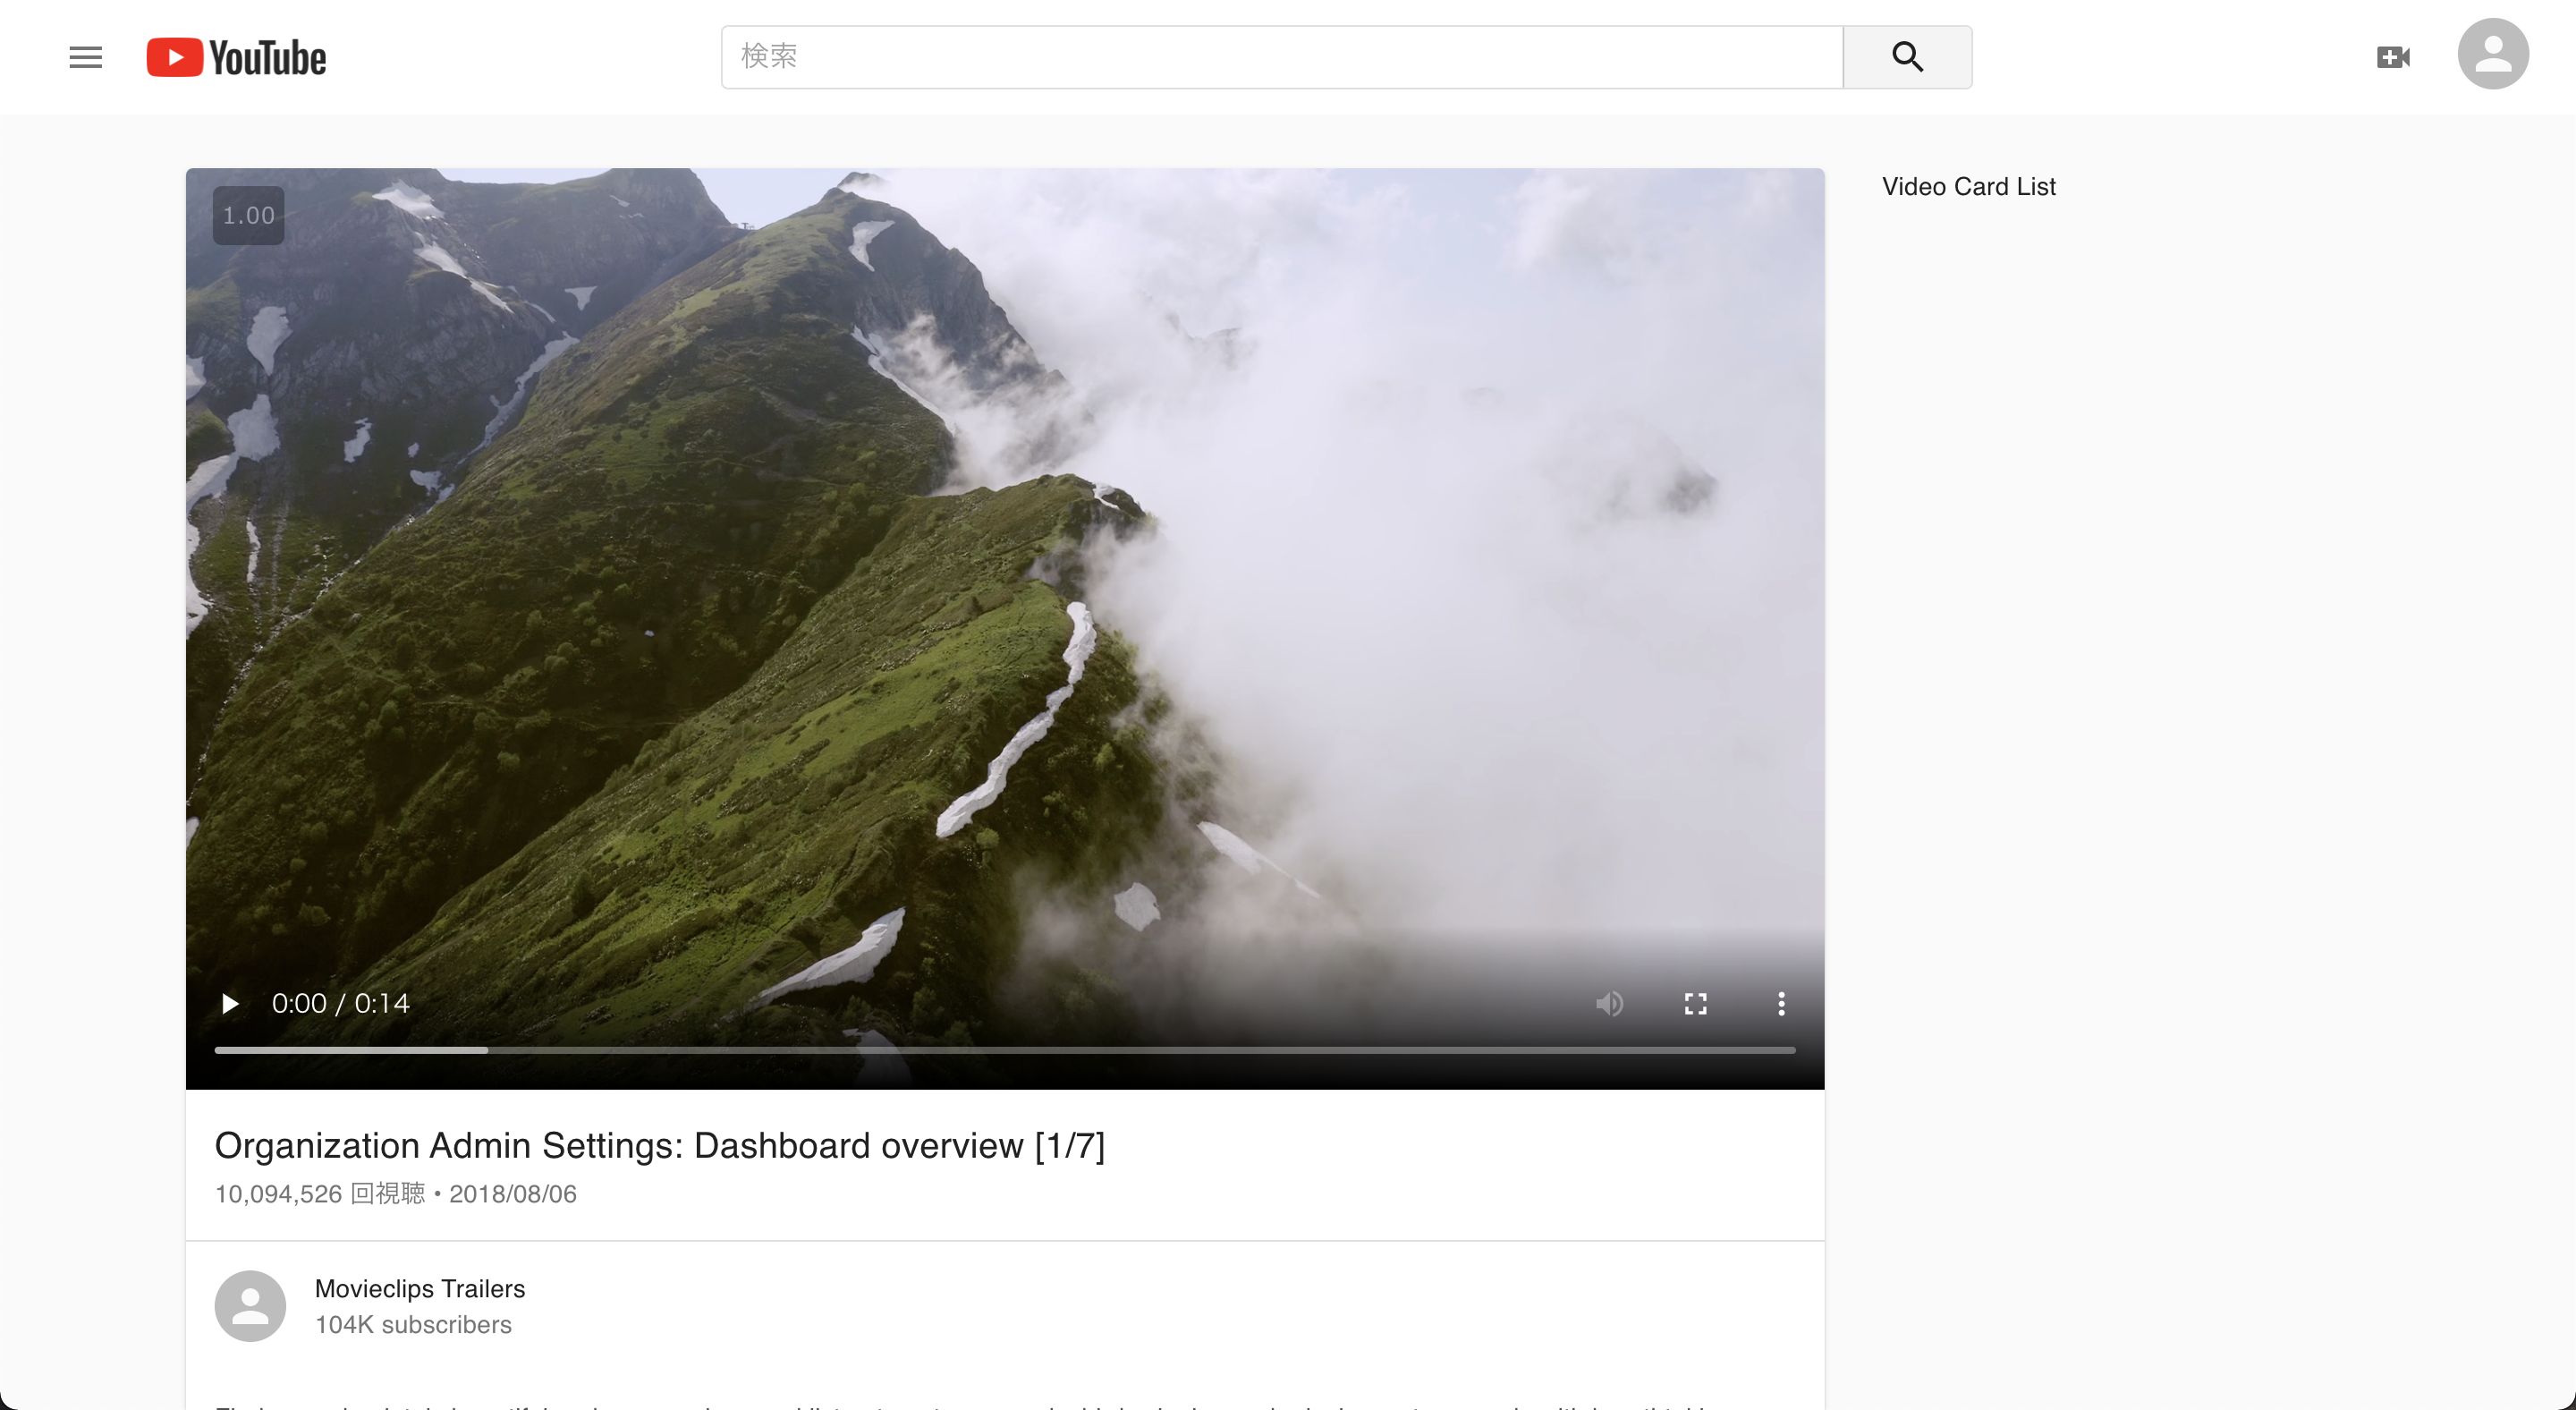 YouTube
検索
Video Card List
1.00
0:00 / 0:14
Organization Admin Settings: Dashboard overview [1/7]
10,094,526 回視聴 • 2018/08/06
Movieclips Trailers
104K subscribers